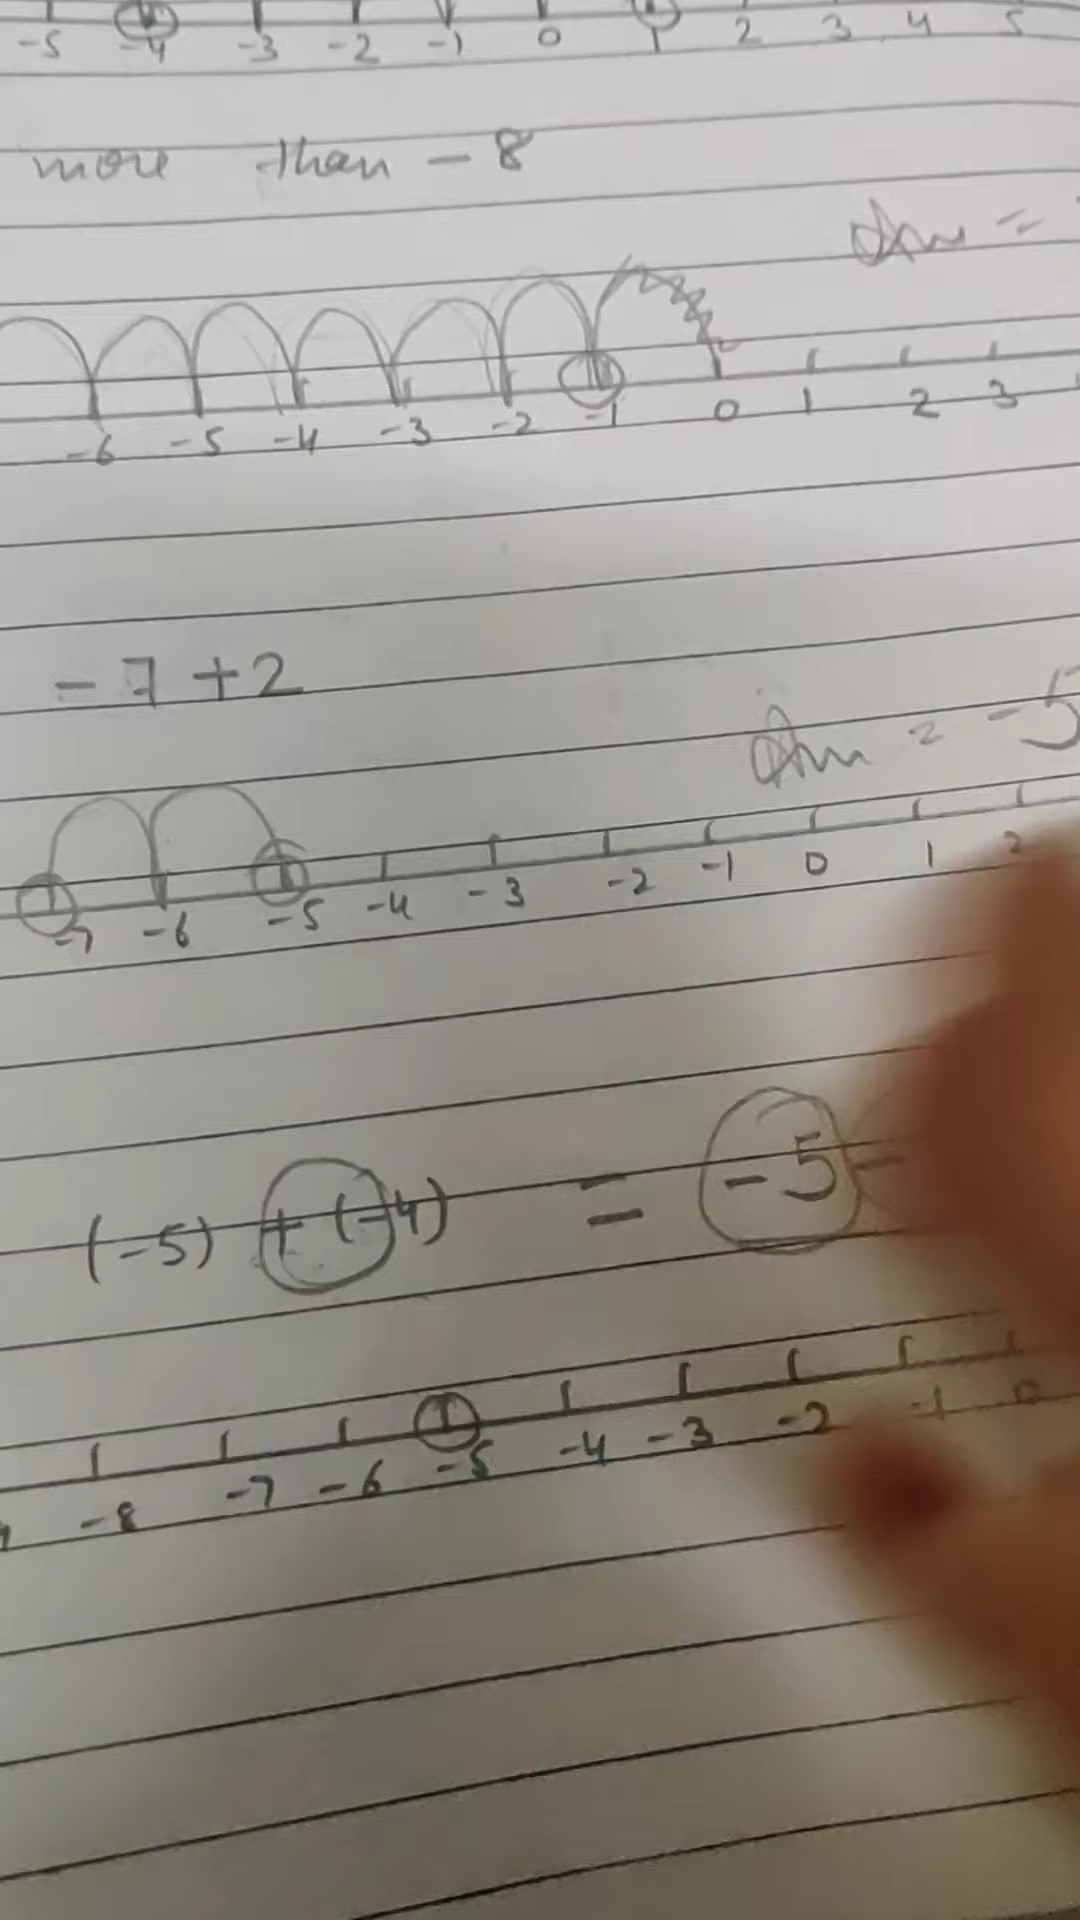 -5 -4 -3 -2 -1 0 1 2 3 4 5
more than - 8
Ans =
-6 -5 -4 -3 -2 -1 0 1 2 3
- 7 + 2
Ans = -5
-7 -6 -5 -4 -3 -2 -1 0 1 2
(-5) + (-4) = -5 -
-8 -7 -6 -5 -4 -3 -2 -1 0